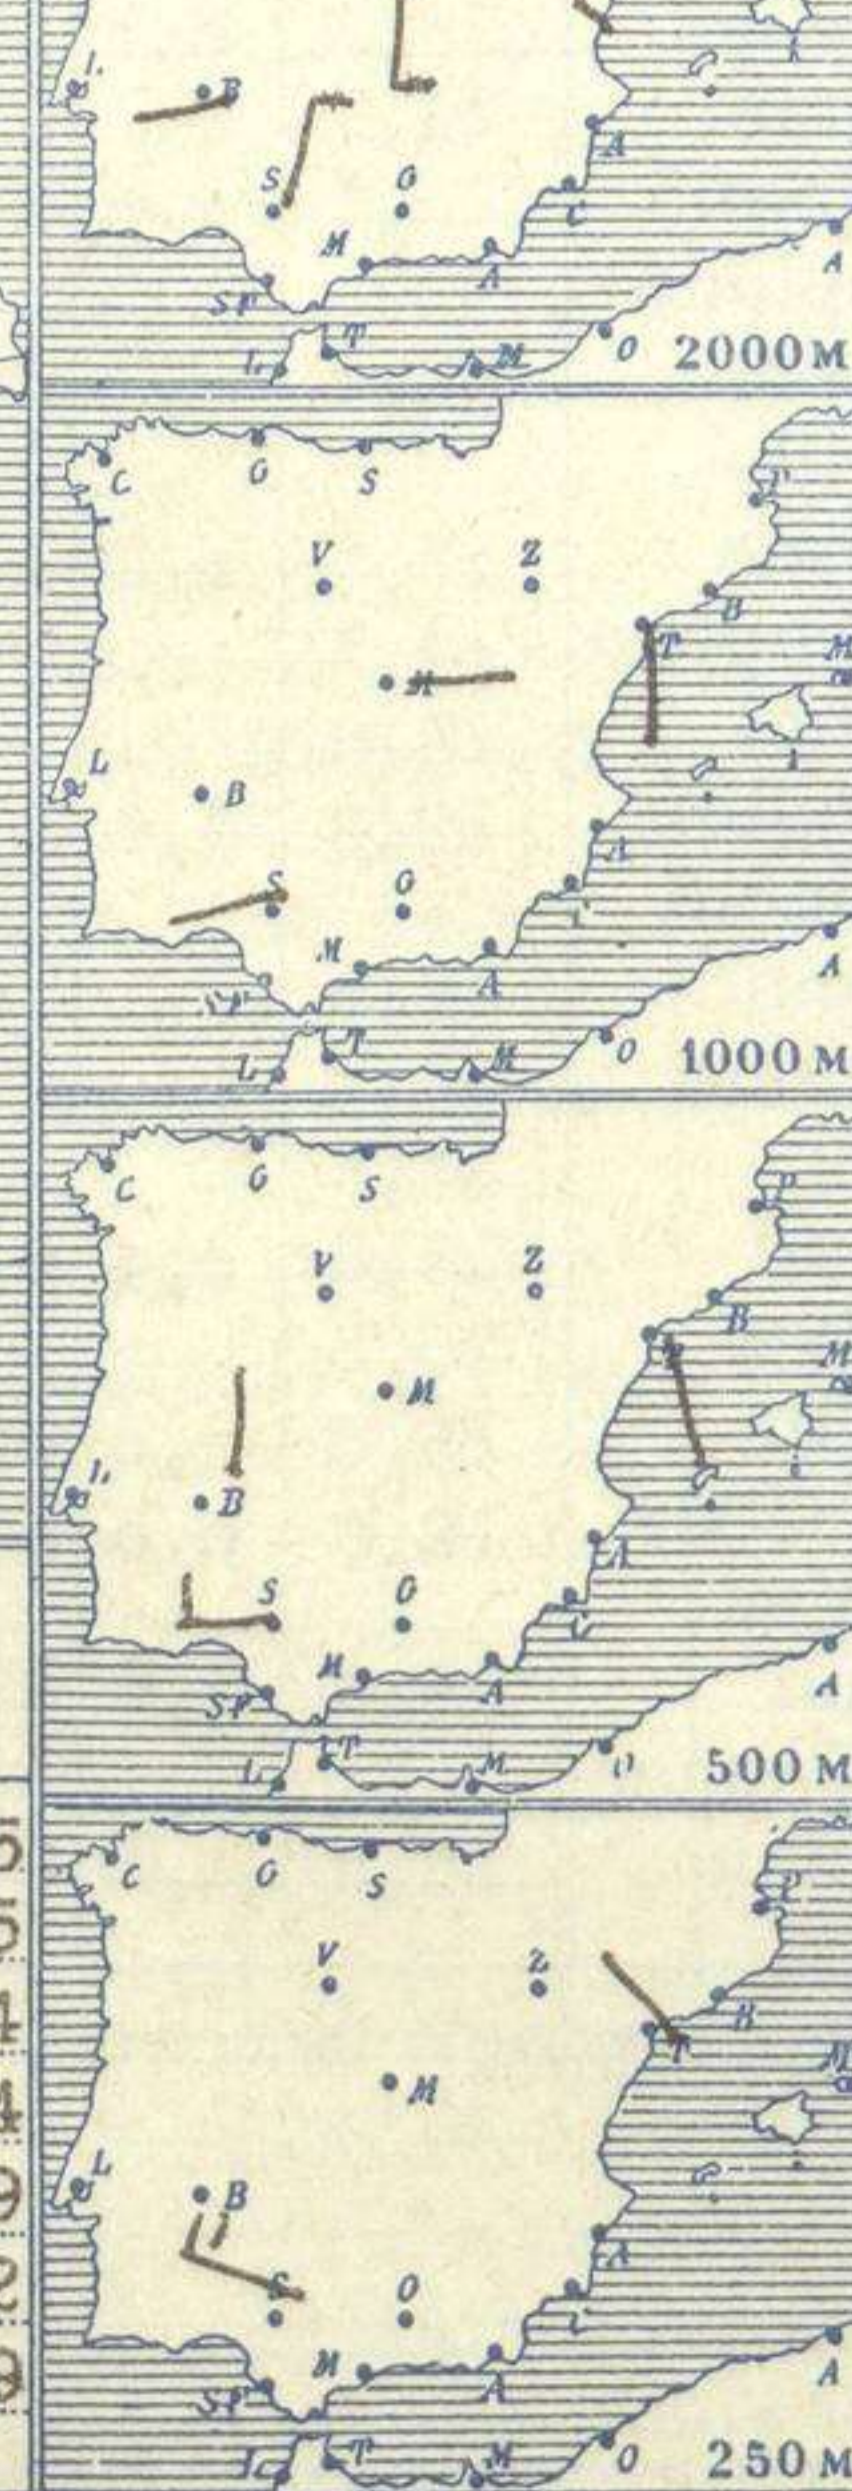 L B
S G
M A C A
SF A
T O
L M 2000 M
C O S P
V Z
B
T
M M
L B A
S G C
M A A
SF
T O
L M 1000 M
C O S P
V Z
B
M M
L B A
S G C
M A A
SF
T O
L M 500 M
C O S P
V Z
B
T
M M
L B A
S O C
M A A
SF
T O
L M 250 M